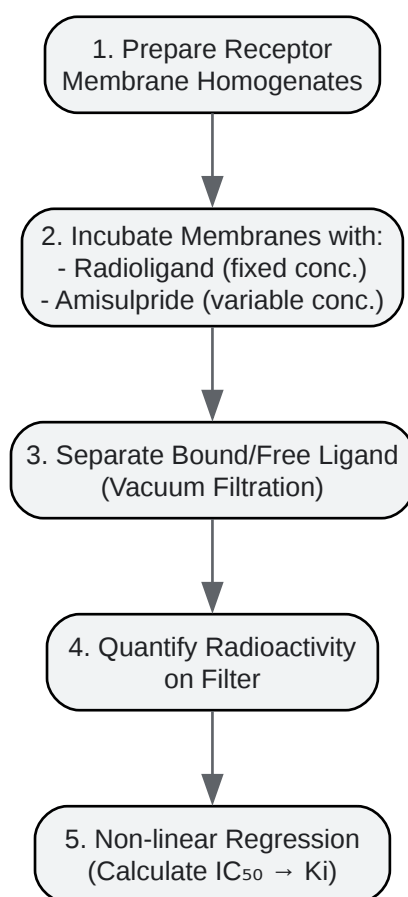 1. Prepare Receptor
Membrane Homogenates
2. Incubate Membranes with:
- Radioligand (fixed conc.)
- Amisulpride (variable conc.)
3. Separate Bound/Free Ligand
(Vacuum Filtration)
4. Quantify Radioactivity
on Filter
5. Non-linear Regression
(Calculate IC₅₀ → Ki)